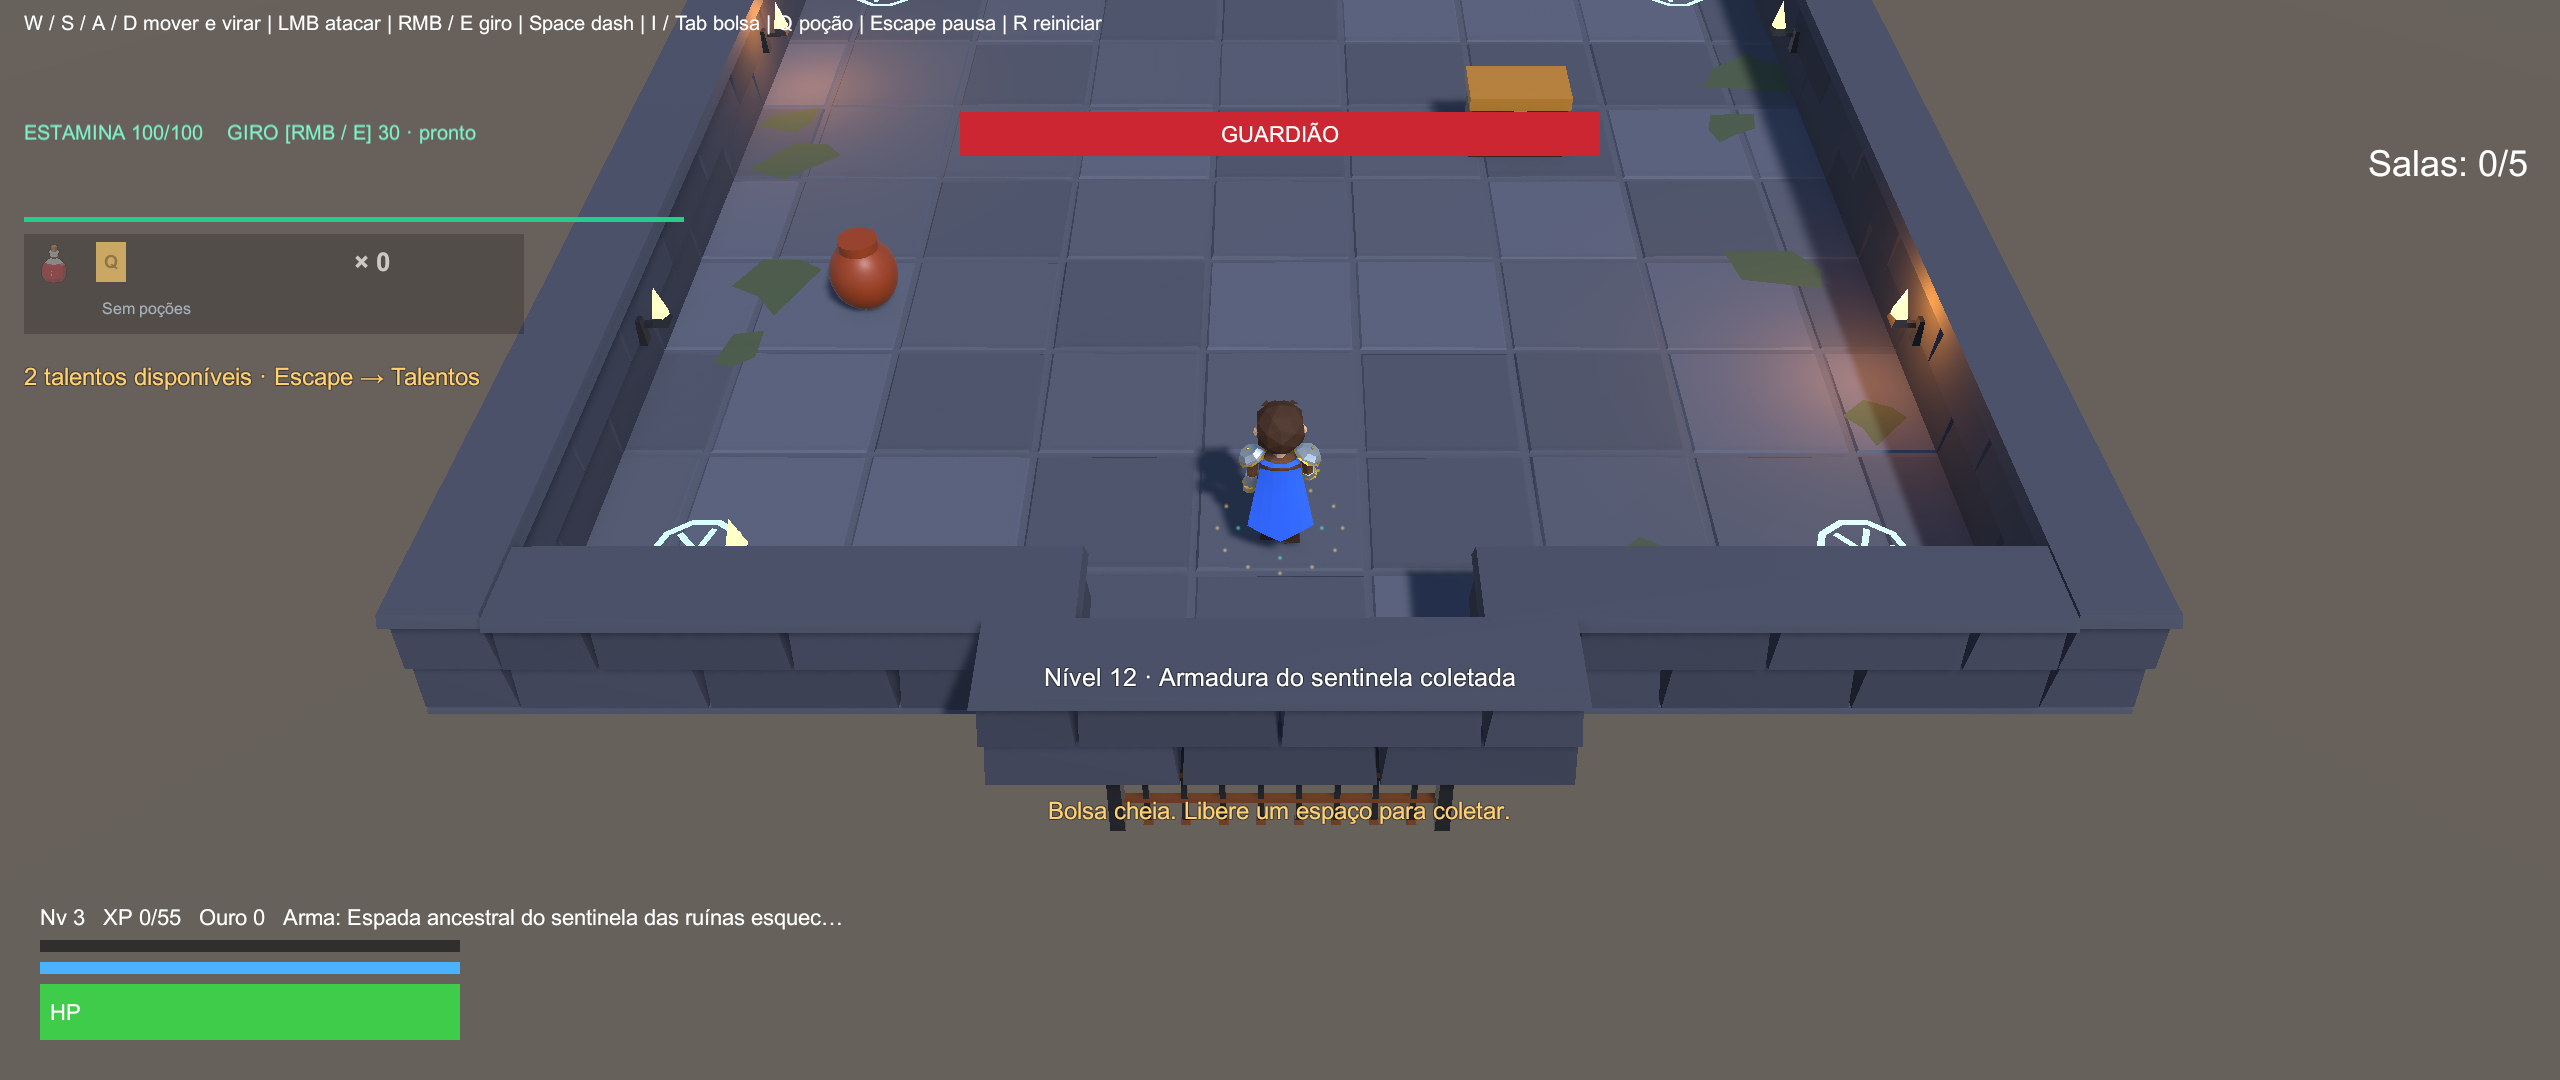 W / S / A / D mover e virar | LMB atacar | RMB / E giro | Space dash | I / Tab bolsa | Q poção | Escape pausa | R reiniciar
ESTAMINA 100/100 GIRO [RMB / E] 30 · pronto
GUARDIÃO
Salas: 0/5
Q × 0
Sem poções
2 talentos disponíveis · Escape → Talentos
Nível 12 · Armadura do sentinela coletada
Bolsa cheia. Libere um espaço para coletar.
Nv 3 XP 0/55 Ouro 0 Arma: Espada ancestral do sentinela das ruínas esquec…
HP